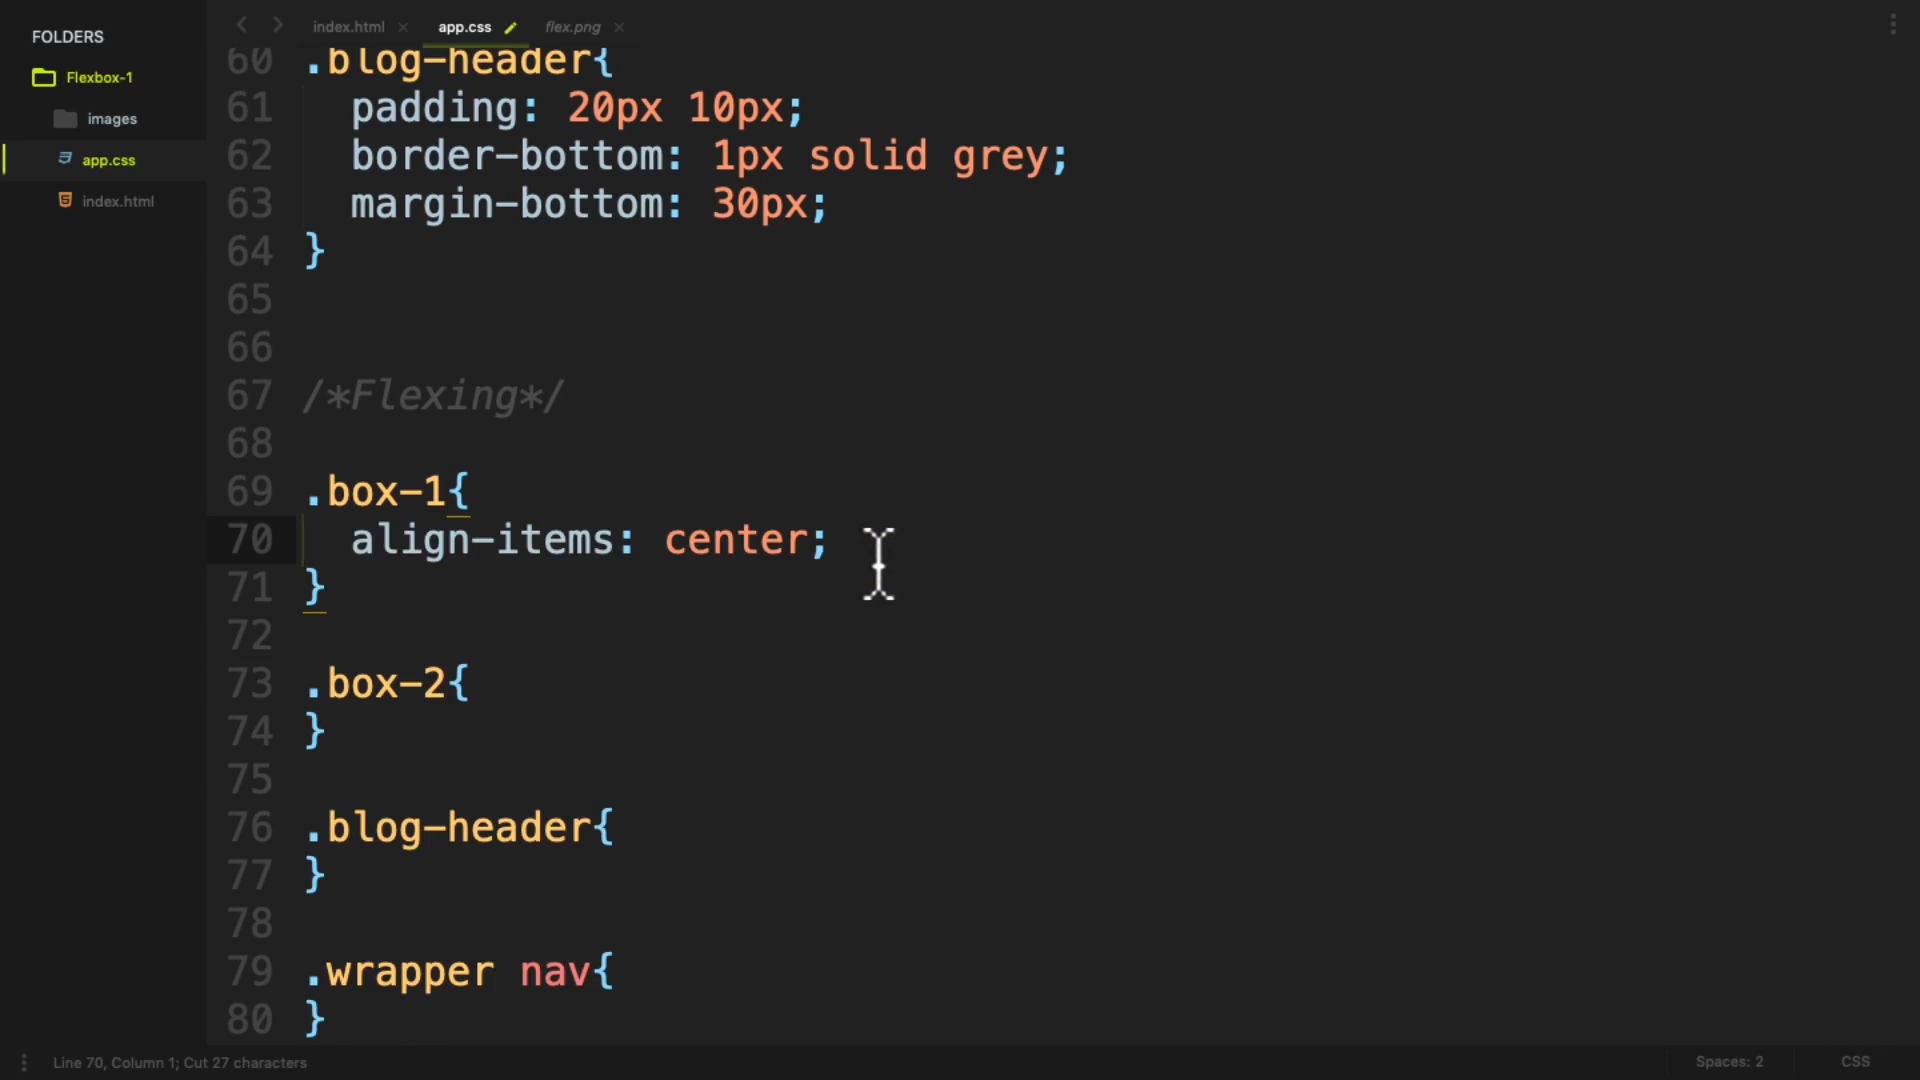 FOLDERS
Flexbox-1
images
app.css
index.html
index.html
app.css
flex.png
60 .blog-header{
61 padding: 20px 10px;
62 border-bottom: 1px solid grey;
63 margin-bottom: 30px;
64 }
65
66
67 /*Flexing*/
68
69 .box-1{
70 align-items: center;
71 }
72
73 .box-2{
74 }
75
76 .blog-header{
77 }
78
79 .wrapper nav{
80 }
Line 70, Column 1; Cut 27 characters
Spaces: 2
CSS